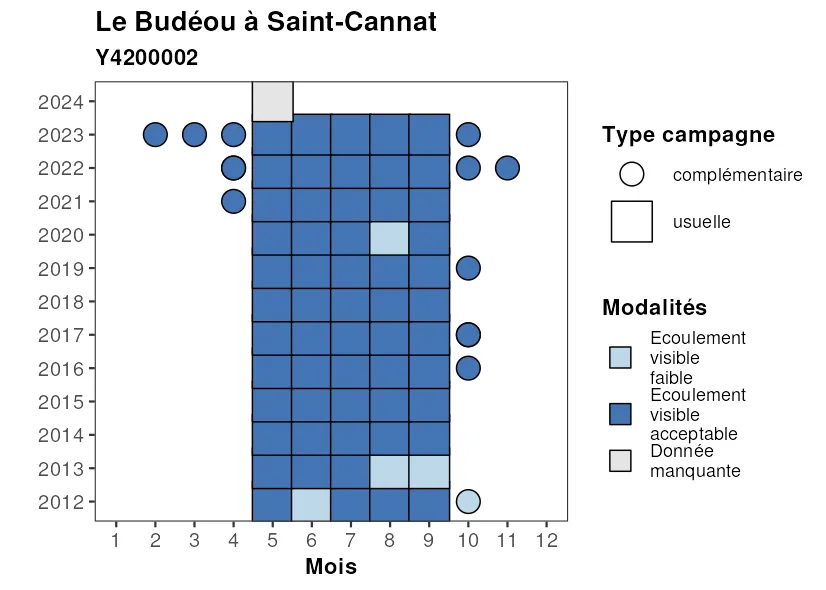 Le Budéou à Saint-Cannat
Y4200002
2024
2023
2022
2021
2020
2019
2018
2017
2016
2015
2014
2013
2012
1 2 3 4 5 6 7 8 9 10 11 12
Mois
Type campagne
complémentaire
usuelle
Modalités
Ecoulement
visible
faible
Ecoulement
visible
acceptable
Donnée
manquante